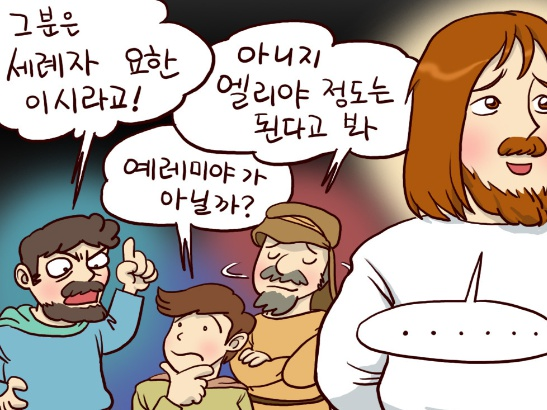 그분은
세례자 요한
이시라고!
아니지
엘리야 정도는
된다고 봐
예레미야가
아닐까?
......